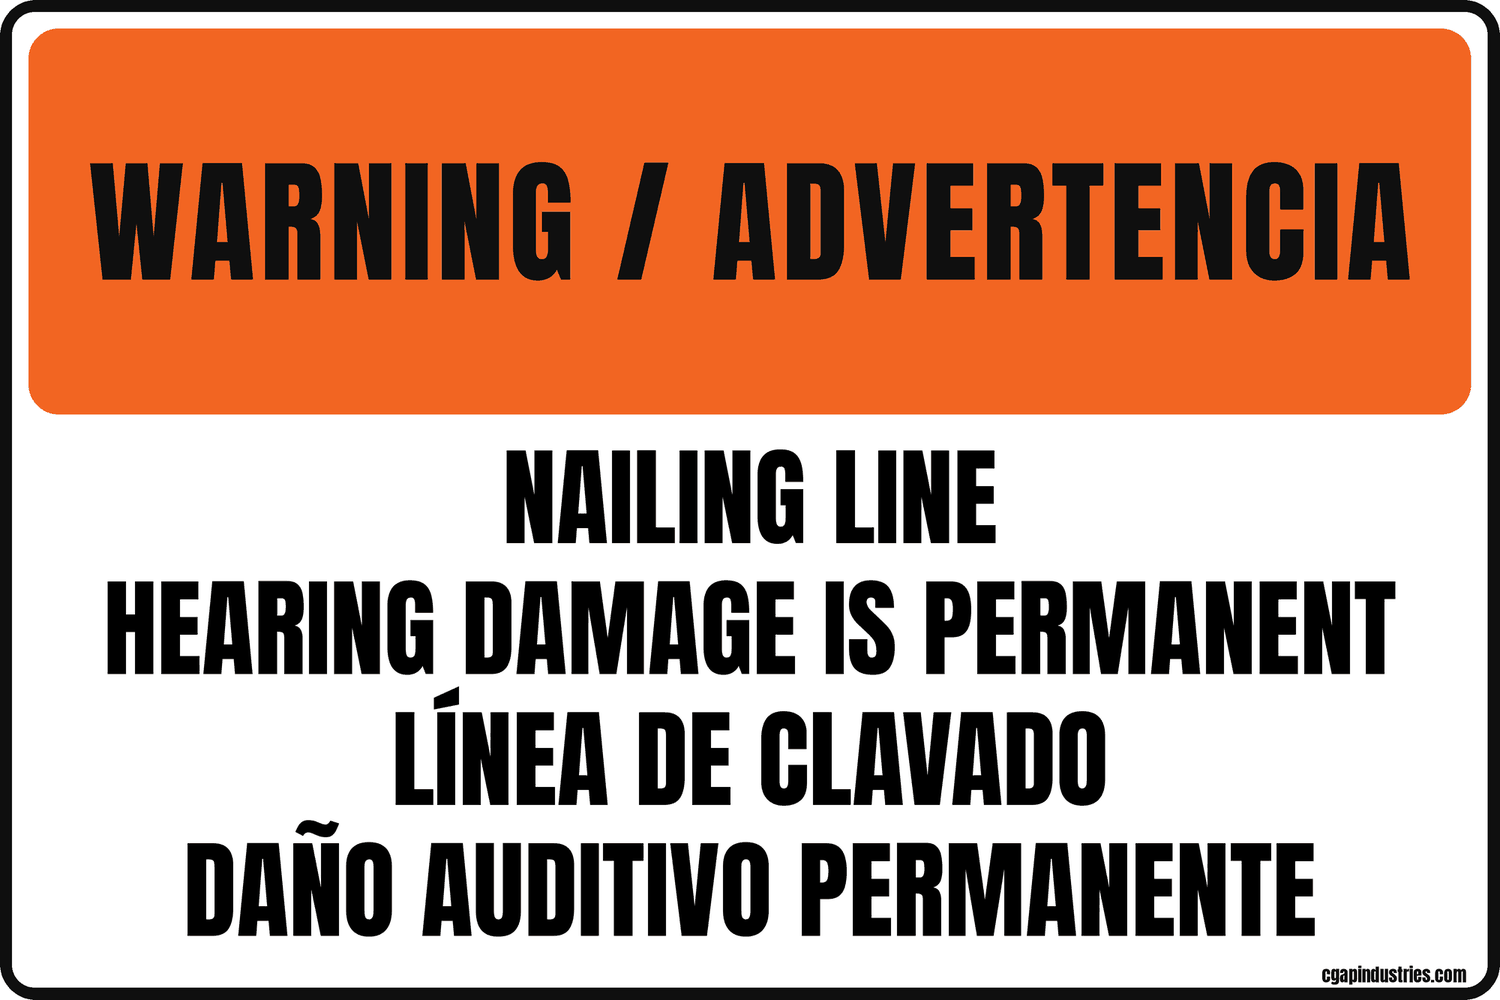 WARNING / ADVERTENCIA
NAILING LINE
HEARING DAMAGE IS PERMANENT
LÍNEA DE CLAVADO
DAÑO AUDITIVO PERMANENTE
cgapindustries.com